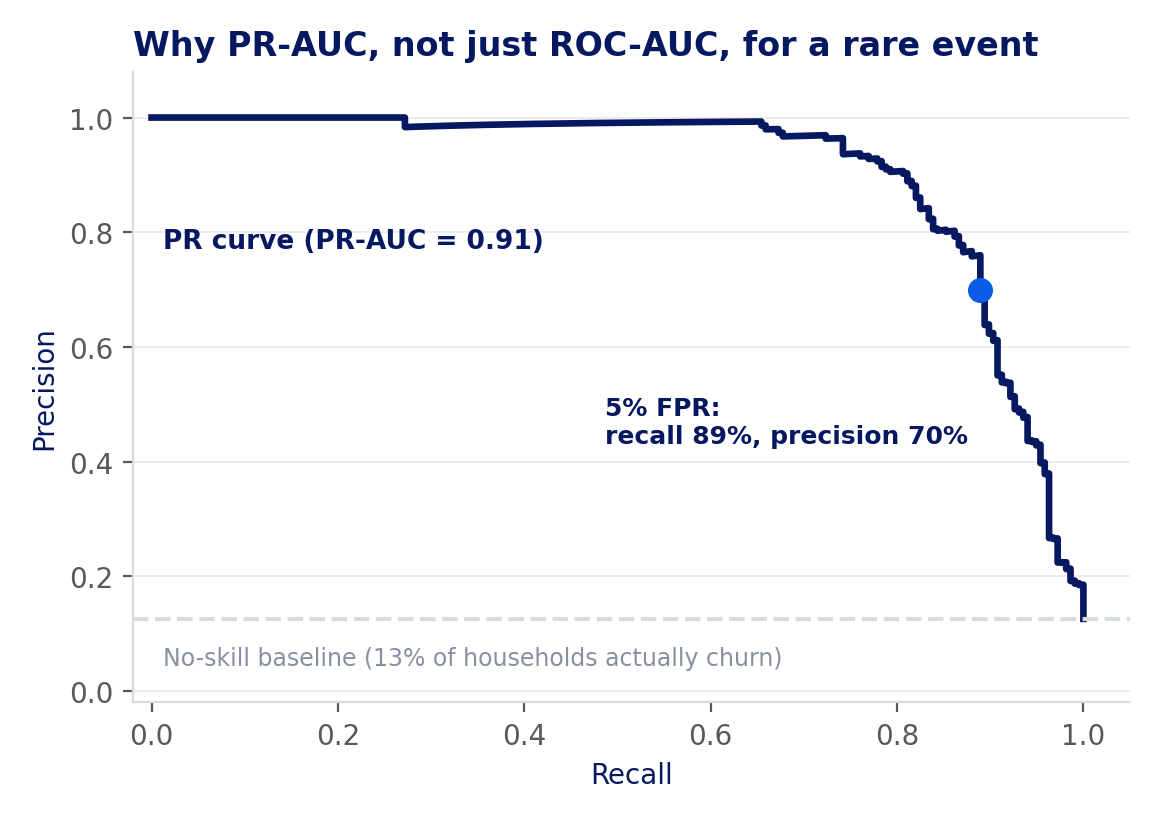 Why PR-AUC, not just ROC-AUC, for a rare event
1.0
0.8
PR curve (PR-AUC = 0.91)
0.6
Precision
5% FPR:
recall 89%, precision 70%
0.4
0.2
No-skill baseline (13% of households actually churn)
0.0
0.0 0.2 0.4 0.6 0.8 1.0
Recall